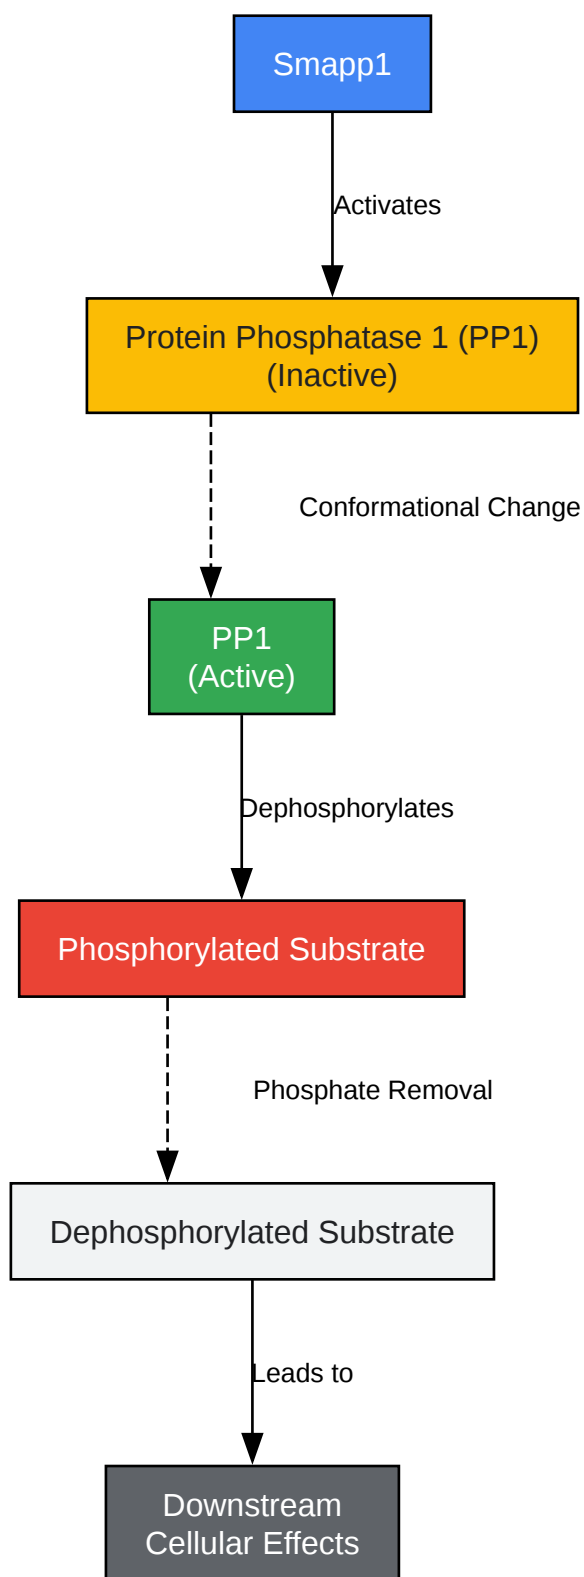 Smapp1
Activates
Protein Phosphatase 1 (PP1)
(Inactive)
Conformational Change
PP1
(Active)
Dephosphorylates
Phosphorylated Substrate
Phosphate Removal
Dephosphorylated Substrate
Leads to
Downstream
Cellular Effects